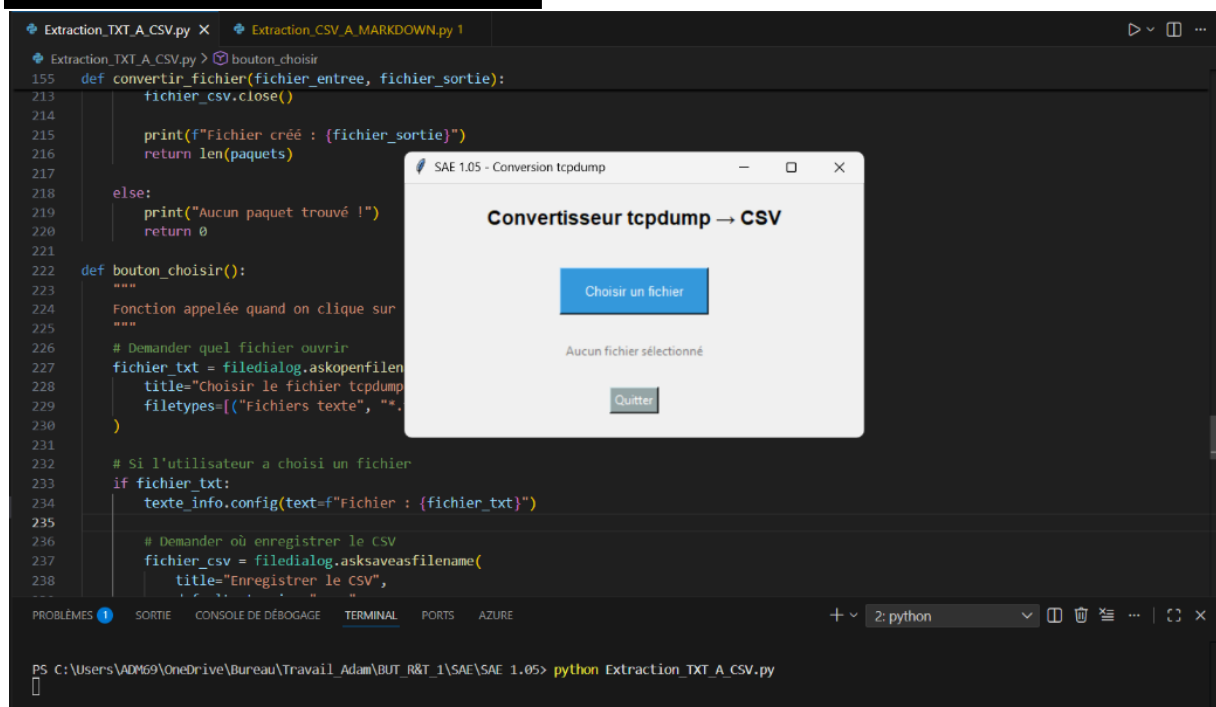 Extraction_TXT_A_CSV.py
Extraction_CSV_A_MARKDOWN.py 1
Extraction_TXT_A_CSV.py > bouton_choisir
155 def convertir_fichier(fichier_entree, fichier_sortie):
213 fichier_csv.close()
214
215 print(f"Fichier créé : {fichier_sortie}")
216 return len(paquets)
217
218 else:
219 print("Aucun paquet trouvé !")
220 return 0
221
222 def bouton_choisir():
223 """
224 Fonction appelée quand on clique sur
225 """
226 # Demander quel fichier ouvrir
227 fichier_txt = filedialog.askopenfilen
228 title="Choisir le fichier tcpdump
229 filetypes=[("Fichiers texte", "*.
230 )
231
232 # Si l'utilisateur a choisi un fichier
233 if fichier_txt:
234 texte_info.config(text=f"Fichier : {fichier_txt}")
235
236 # Demander où enregistrer le CSV
237 fichier_csv = filedialog.asksaveasfilename(
238 title="Enregistrer le CSV",
SAE 1.05 - Conversion tcpdump
Convertisseur tcpdump → CSV
Choisir un fichier
Aucun fichier sélectionné
Quitter
PROBLÈMES 1 SORTIE CONSOLE DE DÉBOGAGE TERMINAL PORTS AZURE
2: python
PS C:\Users\ADM69\OneDrive\Bureau\Travail_Adam\BUT_R&T_1\SAE\SAE 1.05> python Extraction_TXT_A_CSV.py